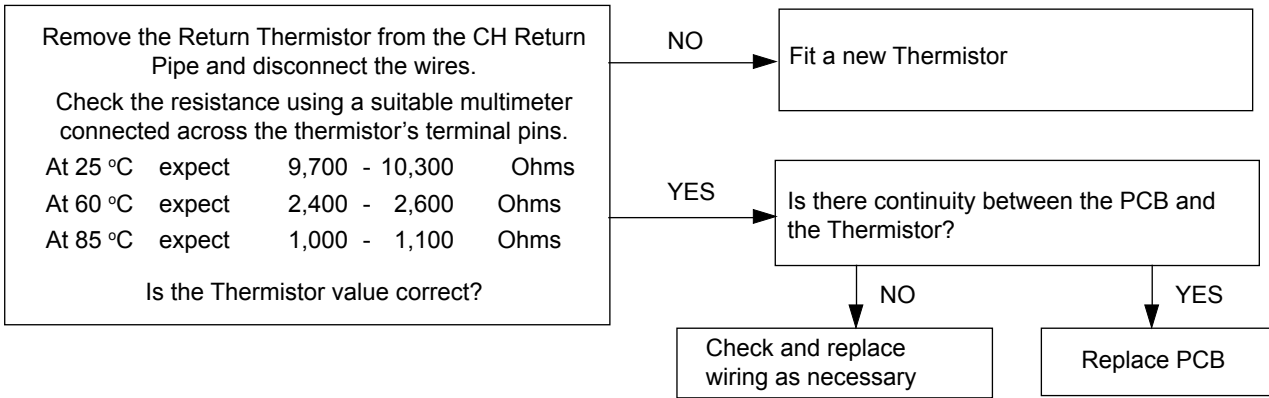 Remove the Return Thermistor from the CH Return
Pipe and disconnect the wires.
Check the resistance using a suitable multimeter
connected across the thermistor's terminal pins.
At 25 °C expect 9,700 - 10,300 Ohms
At 60 °C expect 2,400 - 2,600 Ohms
At 85 °C expect 1,000 - 1,100 Ohms
Is the Thermistor value correct?
NO
Fit a new Thermistor
YES
Is there continuity between the PCB and
the Thermistor?
NO
YES
Check and replace
wiring as necessary
Replace PCB